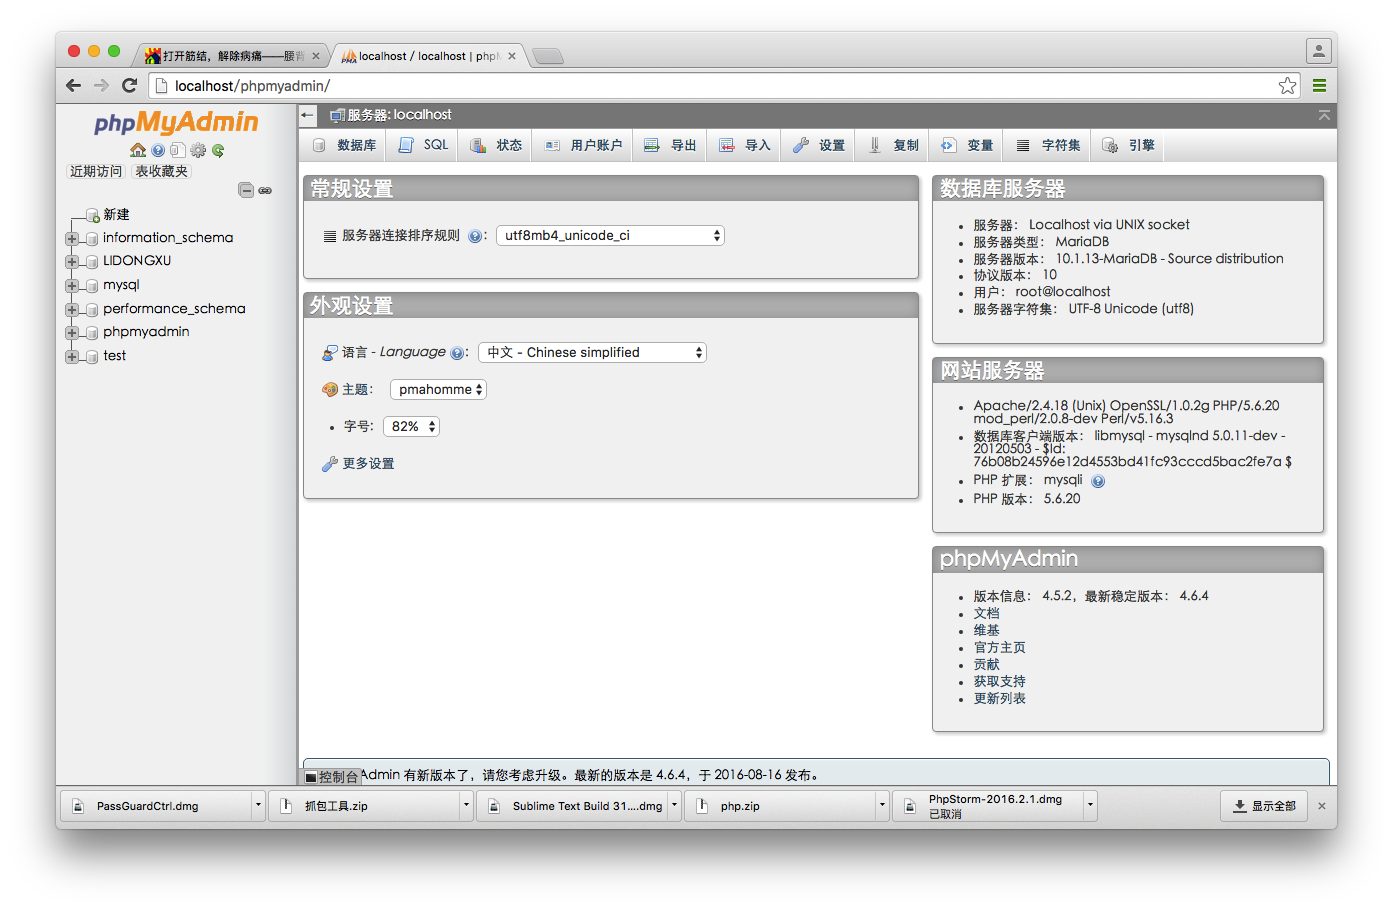 打开筋结，解除病痛——腰背
localhost / localhost | phpM
localhost/phpmyadmin/
phpMyAdmin
近期访问 表收藏夹
新建
information_schema
LIDONGXU
mysql
performance_schema
phpmyadmin
test
服务器: localhost
数据库 SQL 状态 用户账户 导出 导入 设置 复制 变量 字符集 引擎
常规设置
服务器连接排序规则 : utf8mb4_unicode_ci
外观设置
语言 - Language : 中文 - Chinese simplified
主题: pmahomme
字号: 82%
更多设置
数据库服务器
服务器: Localhost via UNIX socket
服务器类型: MariaDB
服务器版本: 10.1.13-MariaDB - Source distribution
协议版本: 10
用户: root@localhost
服务器字符集: UTF-8 Unicode (utf8)
网站服务器
Apache/2.4.18 (Unix) OpenSSL/1.0.2g PHP/5.6.20
mod_perl/2.0.8-dev Perl/v5.16.3
数据库客户端版本: libmysql - mysqlnd 5.0.11-dev -
20120503 - $Id:
76b08b24596e12d4553bd41fc93cccd5bac2fe7a $
PHP 扩展: mysqli
PHP 版本: 5.6.20
phpMyAdmin
版本信息: 4.5.2，最新稳定版本: 4.6.4
文档
维基
官方主页
贡献
获取支持
更新列表
控制台
Admin 有新版本了，请您考虑升级。最新的版本是 4.6.4，于 2016-08-16 发布。
PassGuardCtrl.dmg
抓包工具.zip
Sublime Text Build 31....dmg
php.zip
PhpStorm-2016.2.1.dmg
已取消
显示全部